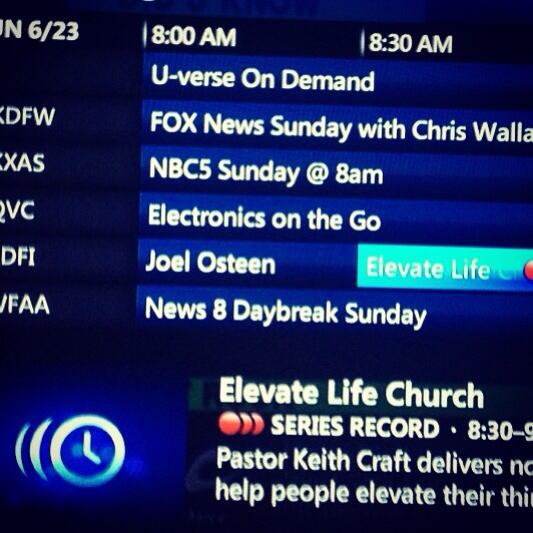 UN 6/23 8:00 AM 8:30 AM
U-verse On Demand
KDFW FOX News Sunday with Chris Walla
KXAS NBC5 Sunday @ 8am
QVC Electronics on the Go
DFI Joel Osteen Elevate Life
WFAA News 8 Daybreak Sunday
Elevate Life Church
SERIES RECORD · 8:30-9
Pastor Keith Craft delivers no
help people elevate their thi